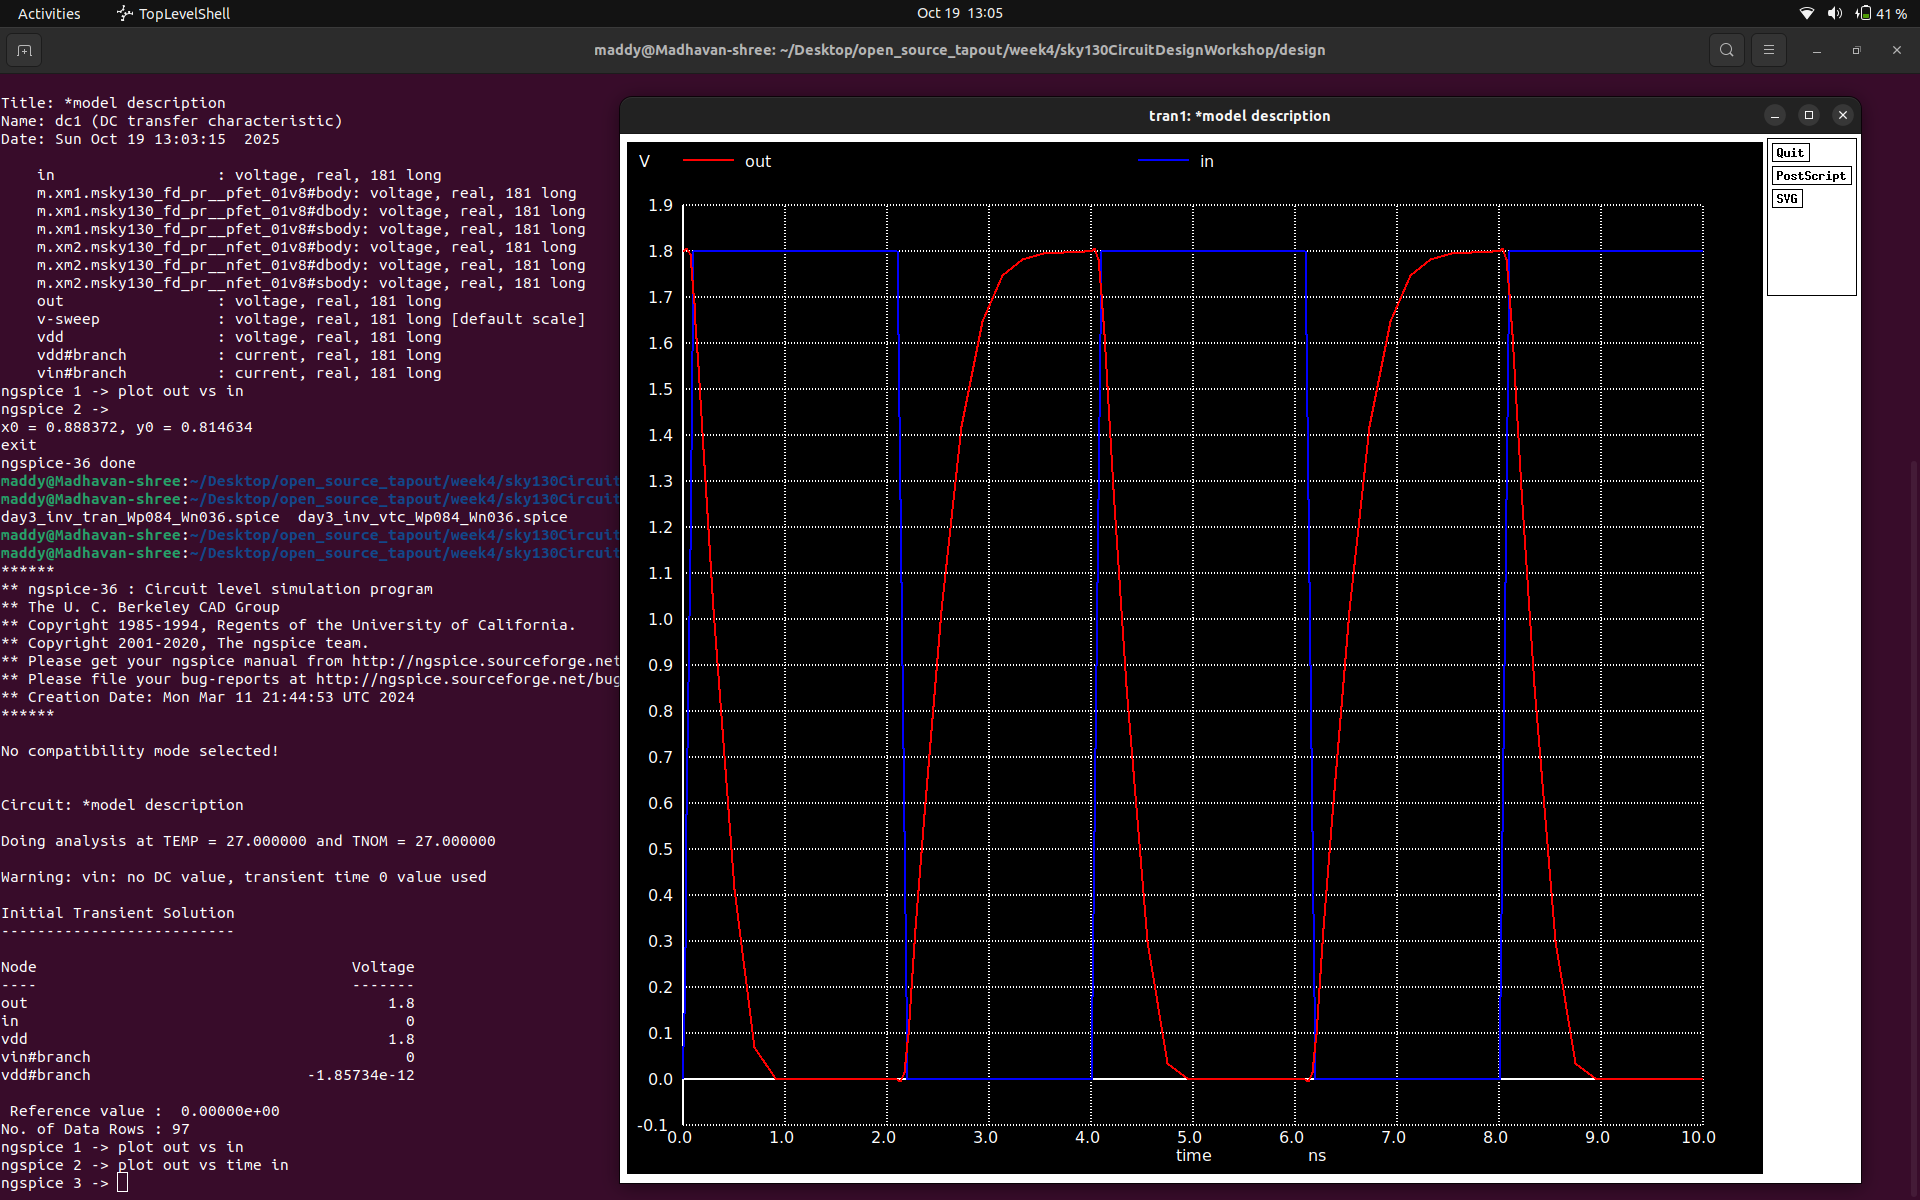 Activities
TopLevelShell
Oct 19 13:05
41 %
maddy@Madhavan-shree: ~/Desktop/open_source_tapout/week4/sky130CircuitDesignWorkshop/design
Title: *model description
Name: dc1 (DC transfer characteristic)
Date: Sun Oct 19 13:03:15  2025
in : voltage, real, 181 long
m.xm1.msky130_fd_pr__pfet_01v8#body: voltage, real, 181 long
m.xm1.msky130_fd_pr__pfet_01v8#dbody: voltage, real, 181 long
m.xm1.msky130_fd_pr__pfet_01v8#sbody: voltage, real, 181 long
m.xm2.msky130_fd_pr__nfet_01v8#body: voltage, real, 181 long
m.xm2.msky130_fd_pr__nfet_01v8#dbody: voltage, real, 181 long
m.xm2.msky130_fd_pr__nfet_01v8#sbody: voltage, real, 181 long
out : voltage, real, 181 long
v-sweep : voltage, real, 181 long [default scale]
vdd : voltage, real, 181 long
vdd#branch : current, real, 181 long
vin#branch : current, real, 181 long
ngspice 1 -> plot out vs in
ngspice 2 ->
x0 = 0.888372, y0 = 0.814634
exit
ngspice-36 done
maddy@Madhavan-shree:~/Desktop/open_source_tapout/week4/sky130Circuit
maddy@Madhavan-shree:~/Desktop/open_source_tapout/week4/sky130Circuit
day3_inv_tran_Wp084_Wn036.spice  day3_inv_vtc_Wp084_Wn036.spice
maddy@Madhavan-shree:~/Desktop/open_source_tapout/week4/sky130Circuit
maddy@Madhavan-shree:~/Desktop/open_source_tapout/week4/sky130Circuit
******
** ngspice-36 : Circuit level simulation program
** The U. C. Berkeley CAD Group
** Copyright 1985-1994, Regents of the University of California.
** Copyright 2001-2020, The ngspice team.
** Please get your ngspice manual from http://ngspice.sourceforge.net
** Please file your bug-reports at http://ngspice.sourceforge.net/bug
** Creation Date: Mon Mar 11 21:44:53 UTC 2024
******
No compatibility mode selected!
Circuit: *model description
Doing analysis at TEMP = 27.000000 and TNOM = 27.000000
Warning: vin: no DC value, transient time 0 value used
Initial Transient Solution
--------------------------
Node Voltage
---- -------
out 1.8
in 0
vdd 1.8
vin#branch 0
vdd#branch -1.85734e-12
Reference value :  0.00000e+00
No. of Data Rows : 97
ngspice 1 -> plot out vs in
ngspice 2 -> plot out vs time in
ngspice 3 ->
tran1: *model description
Quit
PostScript
SVG
V
out
in
1.9
1.8
1.7
1.6
1.5
1.4
1.3
1.2
1.1
1.0
0.9
0.8
0.7
0.6
0.5
0.4
0.3
0.2
0.1
0.0
-0.1
0.0 1.0 2.0 3.0 4.0 5.0 6.0 7.0 8.0 9.0 10.0
time ns